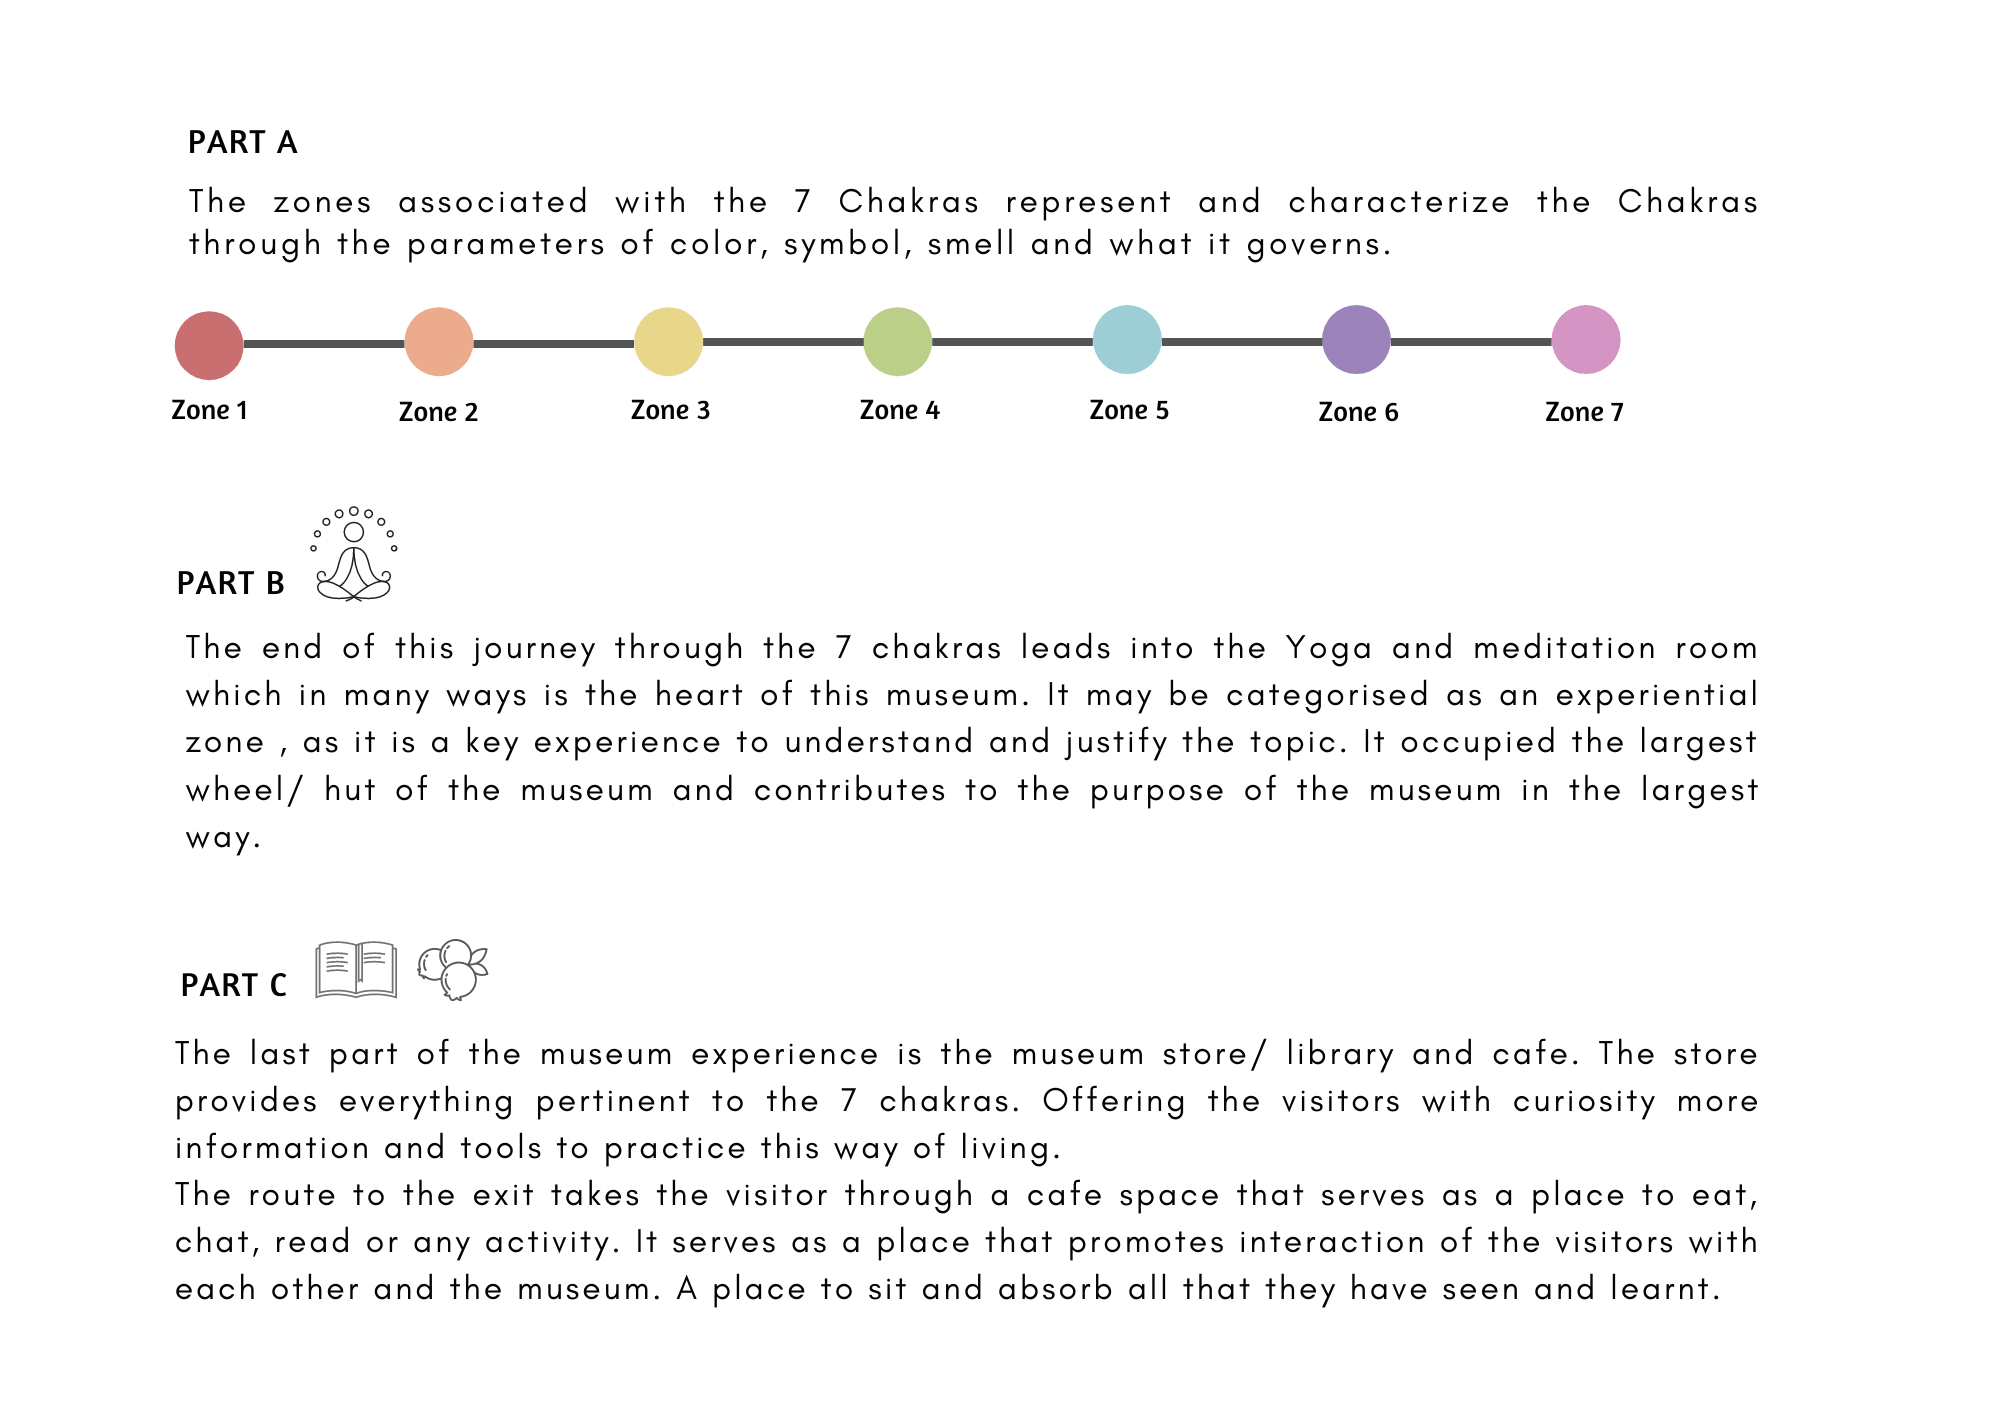 PART A
The zones associated with the 7 Chakras represent and characterize the Chakras
through the parameters of color, symbol, smell and what it governs.
Zone 1 Zone 2 Zone 3 Zone 4 Zone 5 Zone 6 Zone 7
PART B
The end of this journey through the 7 chakras leads into the Yoga and meditation room
which in many ways is the heart of this museum. It may be categorised as an experiential
zone , as it is a key experience to understand and justify the topic. It occupied the largest
wheel/ hut of the museum and contributes to the purpose of the museum in the largest
way.
PART C
The last part of the museum experience is the museum store/ library and cafe. The store
provides everything pertinent to the 7 chakras. Offering the visitors with curiosity more
information and tools to practice this way of living.
The route to the exit takes the visitor through a cafe space that serves as a place to eat,
chat, read or any activity. It serves as a place that promotes interaction of the visitors with
each other and the museum. A place to sit and absorb all that they have seen and learnt.